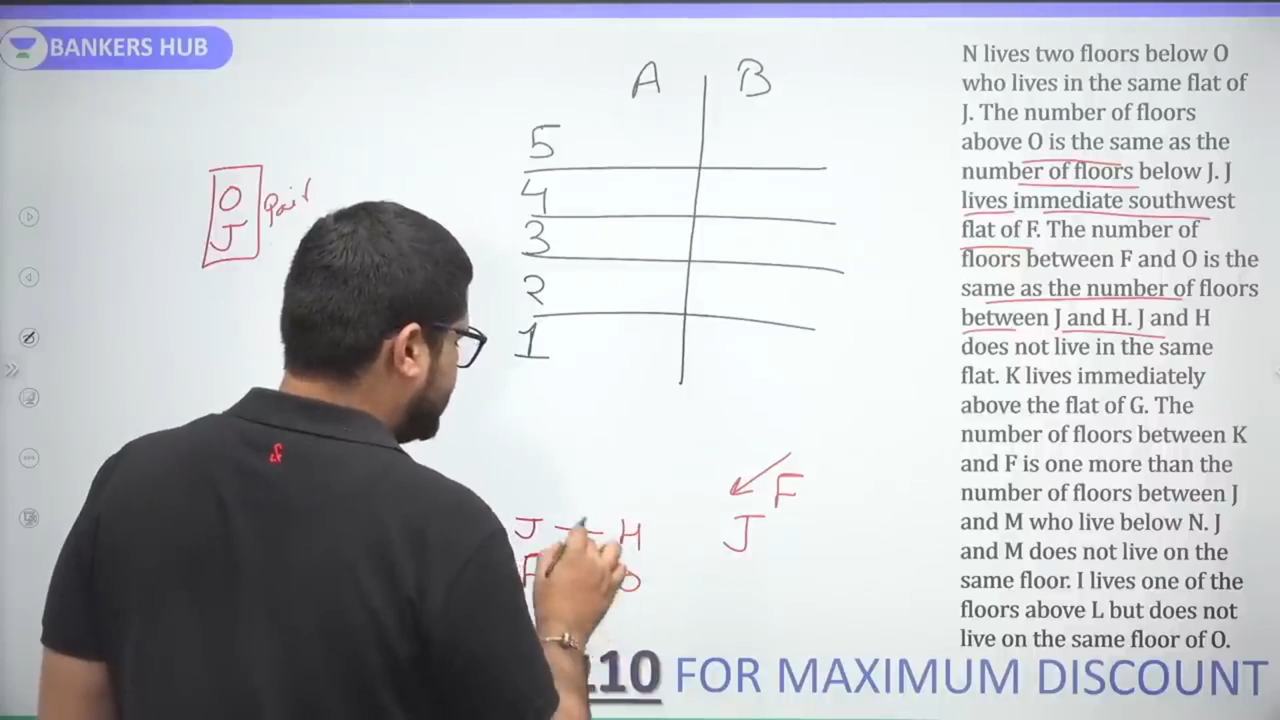 BANKERS HUB
A B
5
4
3
2
1
O Pair
J
J — H
F O
F
J
N lives two floors below O
who lives in the same flat of
J. The number of floors
above O is the same as the
number of floors below J. J
lives immediate southwest
flat of F. The number of
floors between F and O is the
same as the number of floors
between J and H. J and H
does not live in the same
flat. K lives immediately
above the flat of G. The
number of floors between K
and F is one more than the
number of floors between J
and M who live below N. J
and M does not live on the
same floor. I lives one of the
floors above L but does not
live on the same floor of O.
10 FOR MAXIMUM DISCOUNT